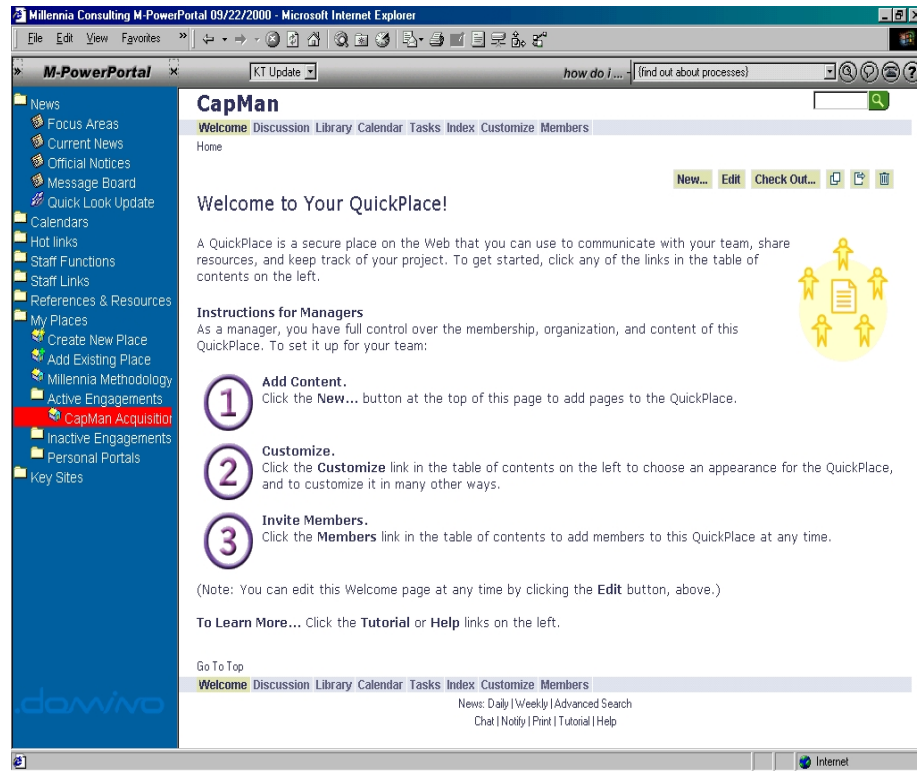 Millennia Consulting M-PowerPortal 09/22/2000 - Microsoft Internet Explorer
File Edit View Favorites »
» M-PowerPortal × KT Update how do i ... - {find out about processes} ?
News
Focus Areas
Current News
Official Notices
Message Board
Quick Look Update
Calendars
Hot links
Staff Functions
Staff Links
References & Resources
My Places
Create New Place
Add Existing Place
Millennia Methodology
Active Engagements
CapMan Acquisition
Inactive Engagements
Personal Portals
Key Sites
.domino
CapMan
Welcome Discussion Library Calendar Tasks Index Customize Members
Home
New... Edit Check Out...
Welcome to Your QuickPlace!
A QuickPlace is a secure place on the Web that you can use to communicate with your team, share
resources, and keep track of your project. To get started, click any of the links in the table of
contents on the left.
Instructions for Managers
As a manager, you have full control over the membership, organization, and content of this
QuickPlace. To set it up for your team:
1 Add Content.
Click the New... button at the top of this page to add pages to the QuickPlace.
2 Customize.
Click the Customize link in the table of contents on the left to choose an appearance for the QuickPlace,
and to customize it in many other ways.
3 Invite Members.
Click the Members link in the table of contents to add members to this QuickPlace at any time.
(Note: You can edit this Welcome page at any time by clicking the Edit button, above.)
To Learn More... Click the Tutorial or Help links on the left.
Go To Top
Welcome Discussion Library Calendar Tasks Index Customize Members
News: Daily | Weekly | Advanced Search
Chat | Notify | Print | Tutorial | Help
Internet